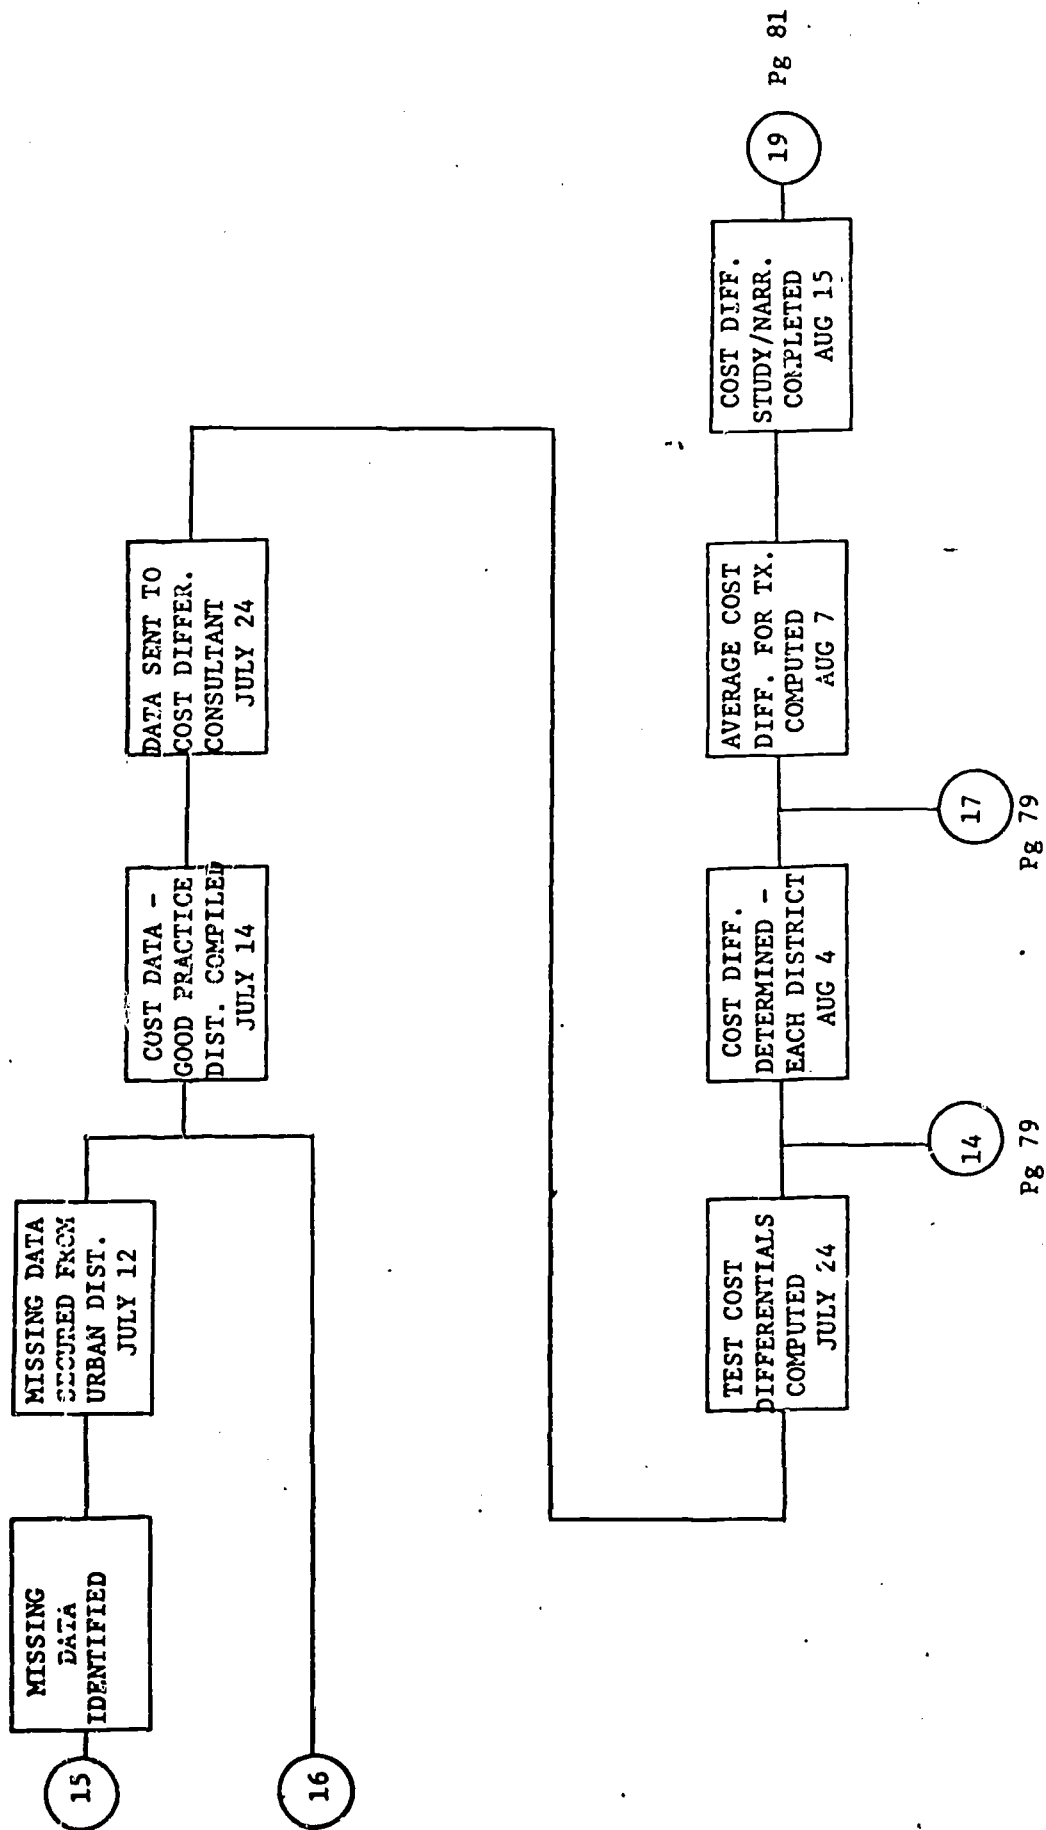 15
MISSING
DATA
IDENTIFIED
MISSING DATA
SECURED FROM
URBAN DIST.
JULY 12
16
COST DATA -
GOOD PRACTICE
DIST. COMPILED
JULY 14
DATA SENT TO
COST DIFFER.
CONSULTANT
JULY 24
TEST COST
DIFFERENTIALS
COMPUTED
JULY 24
14
Pg 79
COST DIFF.
DETERMINED -
EACH DISTRICT
AUG 4
17
Pg 79
AVERAGE COST
DIFF. FOR TX.
COMPUTED
AUG 7
COST DIFF.
STUDY/NARR.
COMPLETED
AUG 15
19
Pg 81